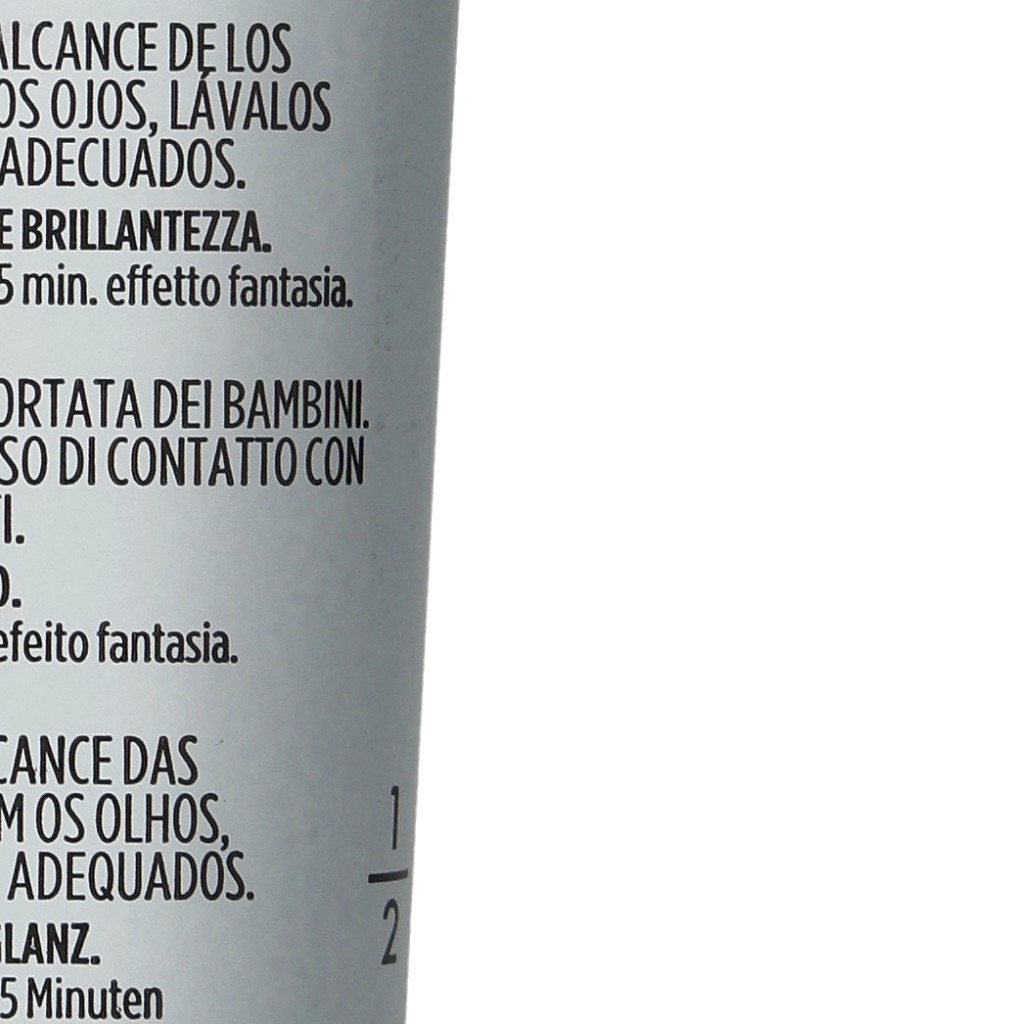 ALCANCE DE LOS
OS OJOS, LÁVALOS
ADECUADOS.
E BRILLANTEZZA.
5 min. effetto fantasia.
ORTATA DEI BAMBINI.
SO DI CONTATTO CON
I.
O.
efeito fantasia.
CANCE DAS
M OS OLHOS,
ADEQUADOS.
GLANZ.
5 Minuten
1
2